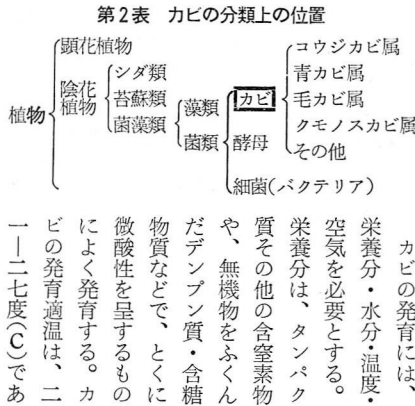 第2表 カビの分類上の位置
植物
顕花植物
陰花植物
シダ類
苔蘇類
菌藻類
藻類
菌類
カビ
酵母
細菌(バクテリア)
コウジカビ属
青カビ属
毛カビ属
クモノスカビ属
その他
カビの発育には、
栄養分・水分・温度・
空気を必要とする。
栄養分は、タンパク
質その他の含窒素物
や、無機物をふくん
だデンプン質・含糖
物質などで、とくに
微酸性を呈するもの
によく発育する。カ
ビの発育適温は、二
一―二七度(C)であ